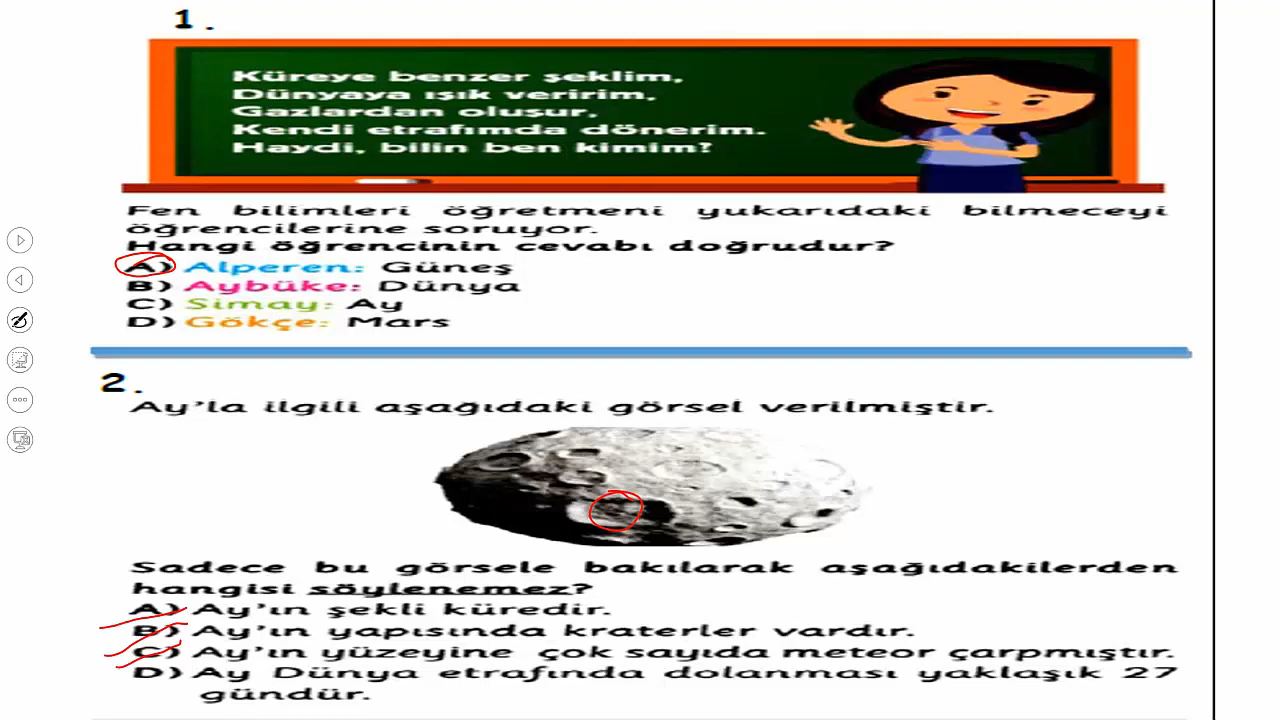 1.
Küreye benzer şeklim,
Dünyaya ışık veririm,
Gazlardan oluşur,
Kendi etrafımda dönerim.
Haydi, bilin ben kimim?
Fen bilimleri öğretmeni yukarıdaki bilmeceyi
öğrencilerine soruyor.
Hangi öğrencinin cevabı doğrudur?
A) Alperen: Güneş
B) Aybüke: Dünya
C) Simay: Ay
D) Gökçe: Mars
2.
Ay'la ilgili aşağıdaki görsel verilmiştir.
Sadece bu görsele bakılarak aşağıdakilerden
hangisi söylenemez?
A) Ay'ın şekli küredir.
B) Ay'ın yapısında kraterler vardır.
C) Ay'ın yüzeyine çok sayıda meteor çarpmıştır.
D) Ay Dünya etrafında dolanması yaklaşık 27
gündür.